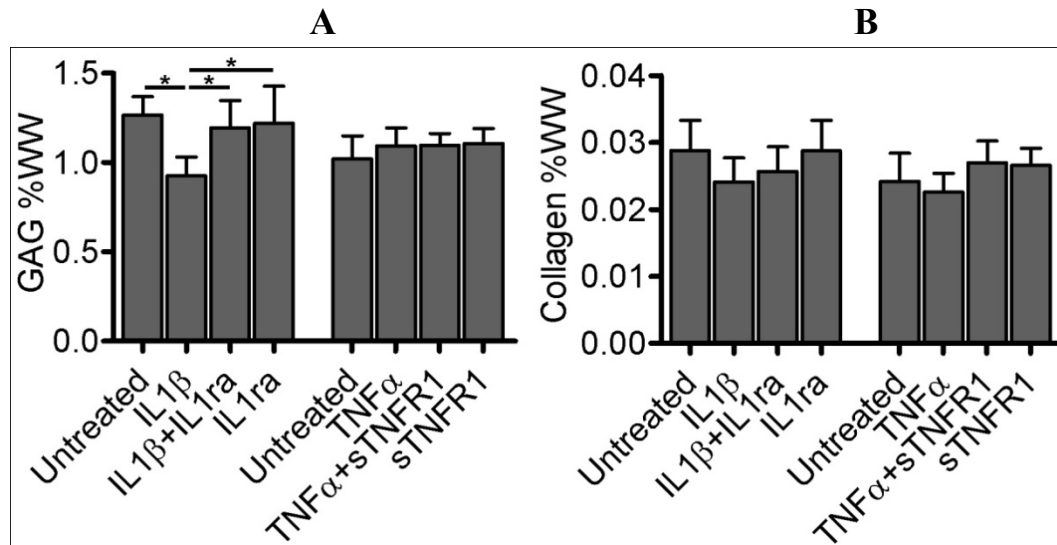 A
B
GAG %WW
1.5
1.0
0.5
0.0
*
*
*
Untreated
IL1β
IL1β+IL1ra
IL1ra
Untreated
TNFα
TNFα+sTNFR1
sTNFR1
Collagen %WW
0.04
0.03
0.02
0.01
0.00
Untreated
IL1β
IL1β+IL1ra
IL1ra
Untreated
TNFα
TNFα+sTNFR1
sTNFR1